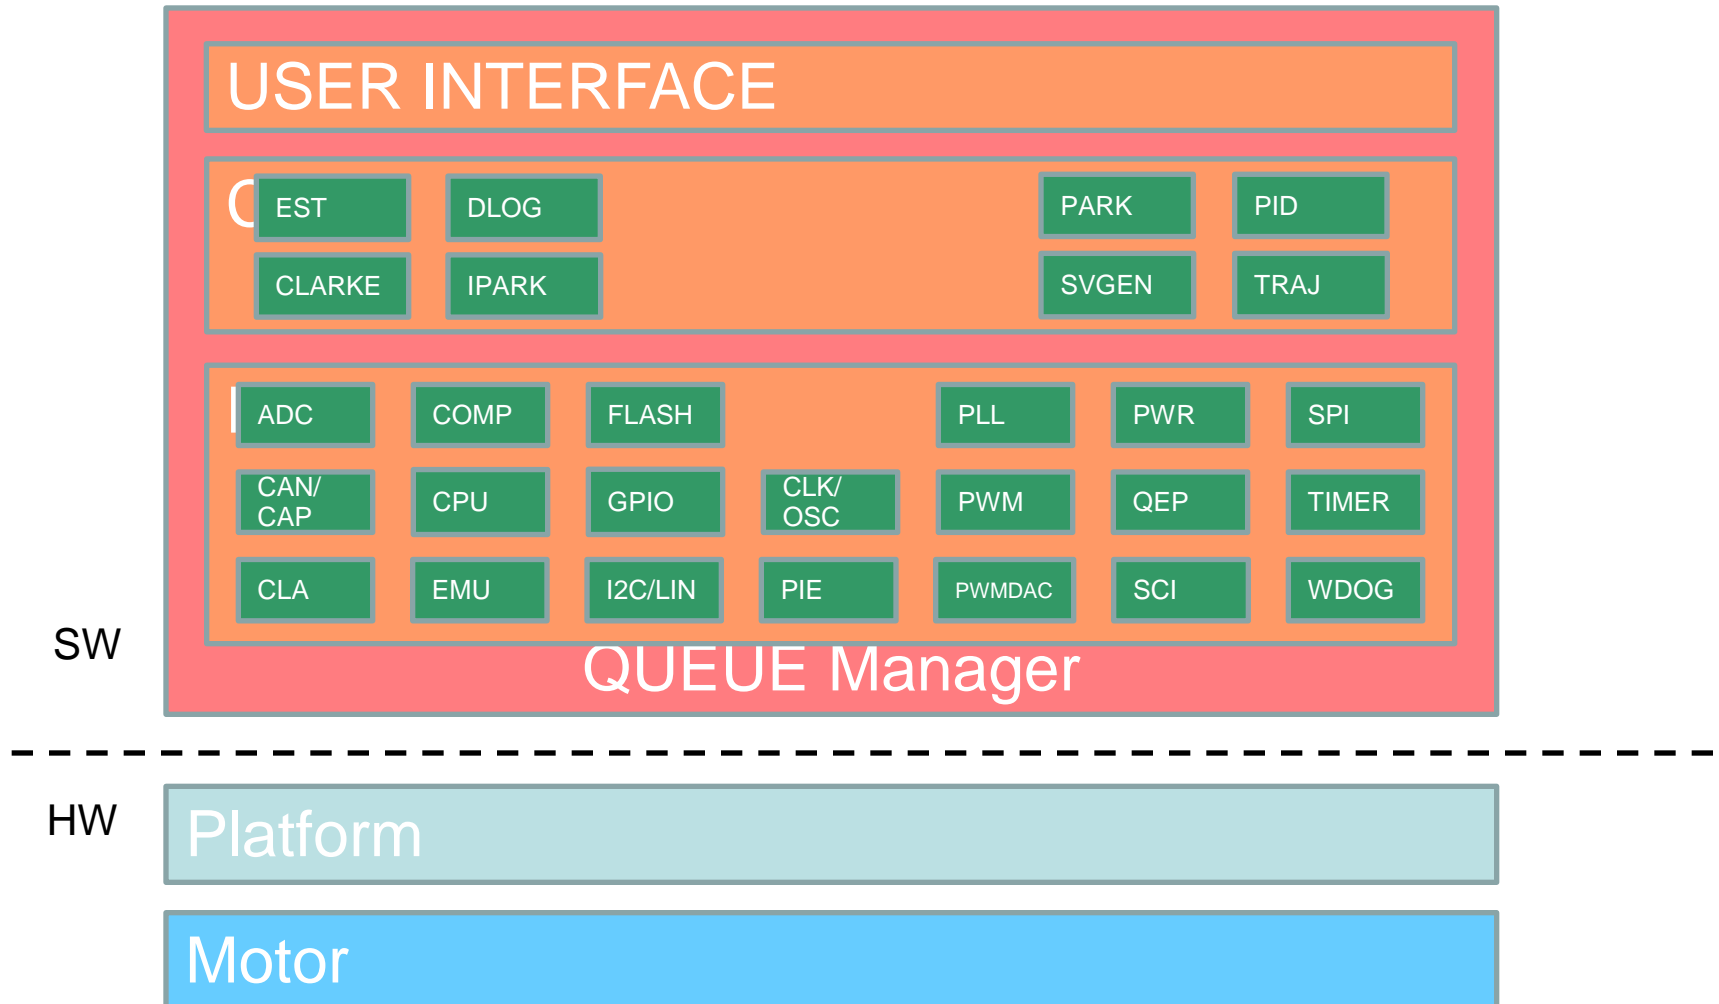 USER INTERFACE
EST
DLOG
PARK
PID
CLARKE
IPARK
SVGEN
TRAJ
ADC
COMP
FLASH
PLL
PWR
SPI
CAN/
CAP
CPU
GPIO
CLK/
OSC
PWM
QEP
TIMER
CLA
EMU
I2C/LIN
PIE
PWMDAC
SCI
WDOG
SW
QUEUE Manager
HW
Platform
Motor